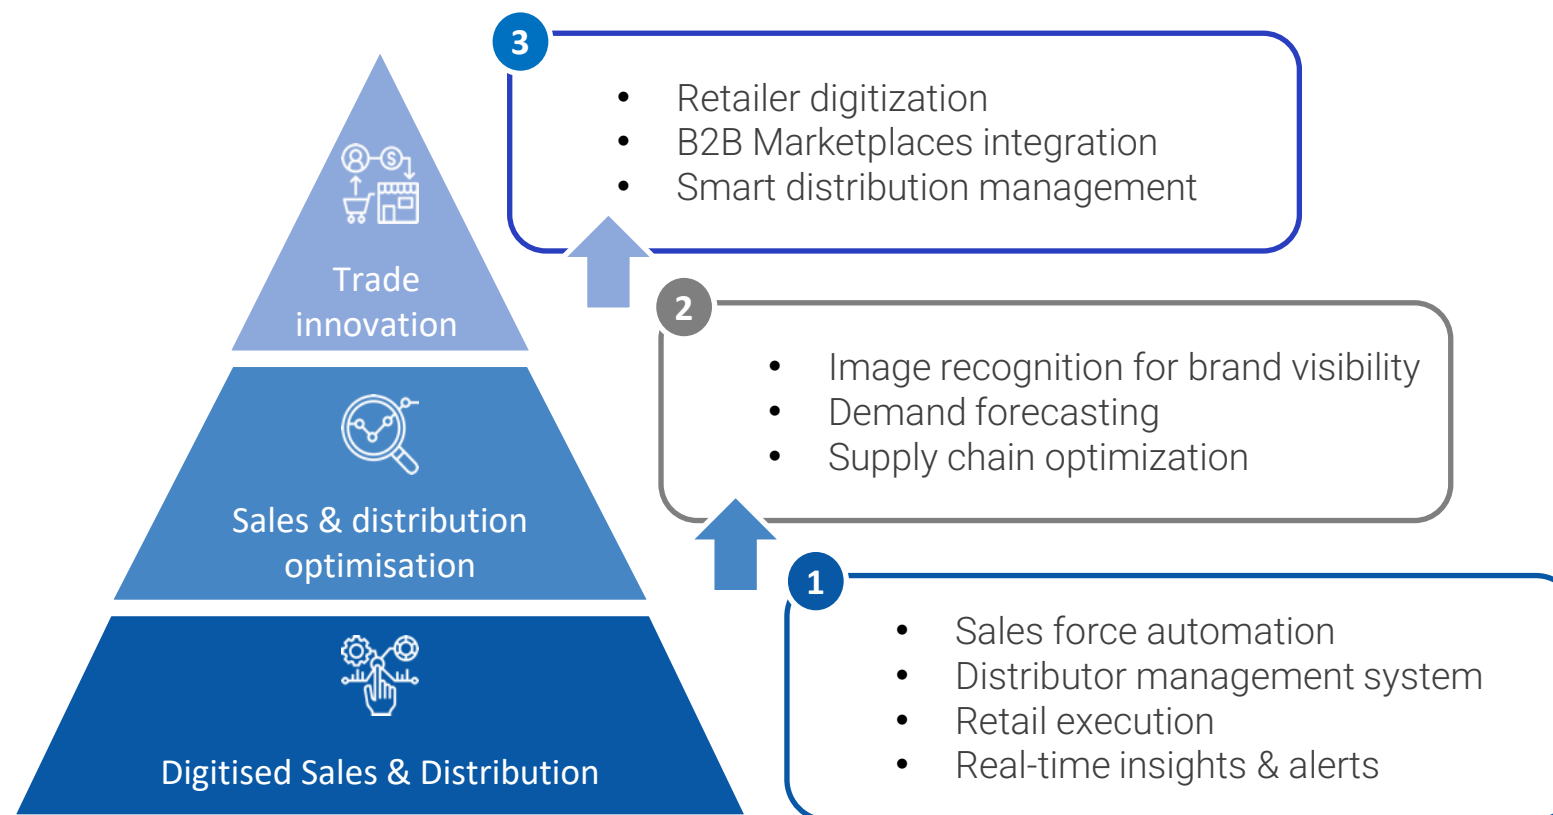 3
• Retailer digitization
• B2B Marketplaces integration
• Smart distribution management
Trade
innovation
2
• Image recognition for brand visibility
• Demand forecasting
• Supply chain optimization
Sales & distribution
optimisation
1
• Sales force automation
• Distributor management system
• Retail execution
• Real-time insights & alerts
Digitised Sales & Distribution